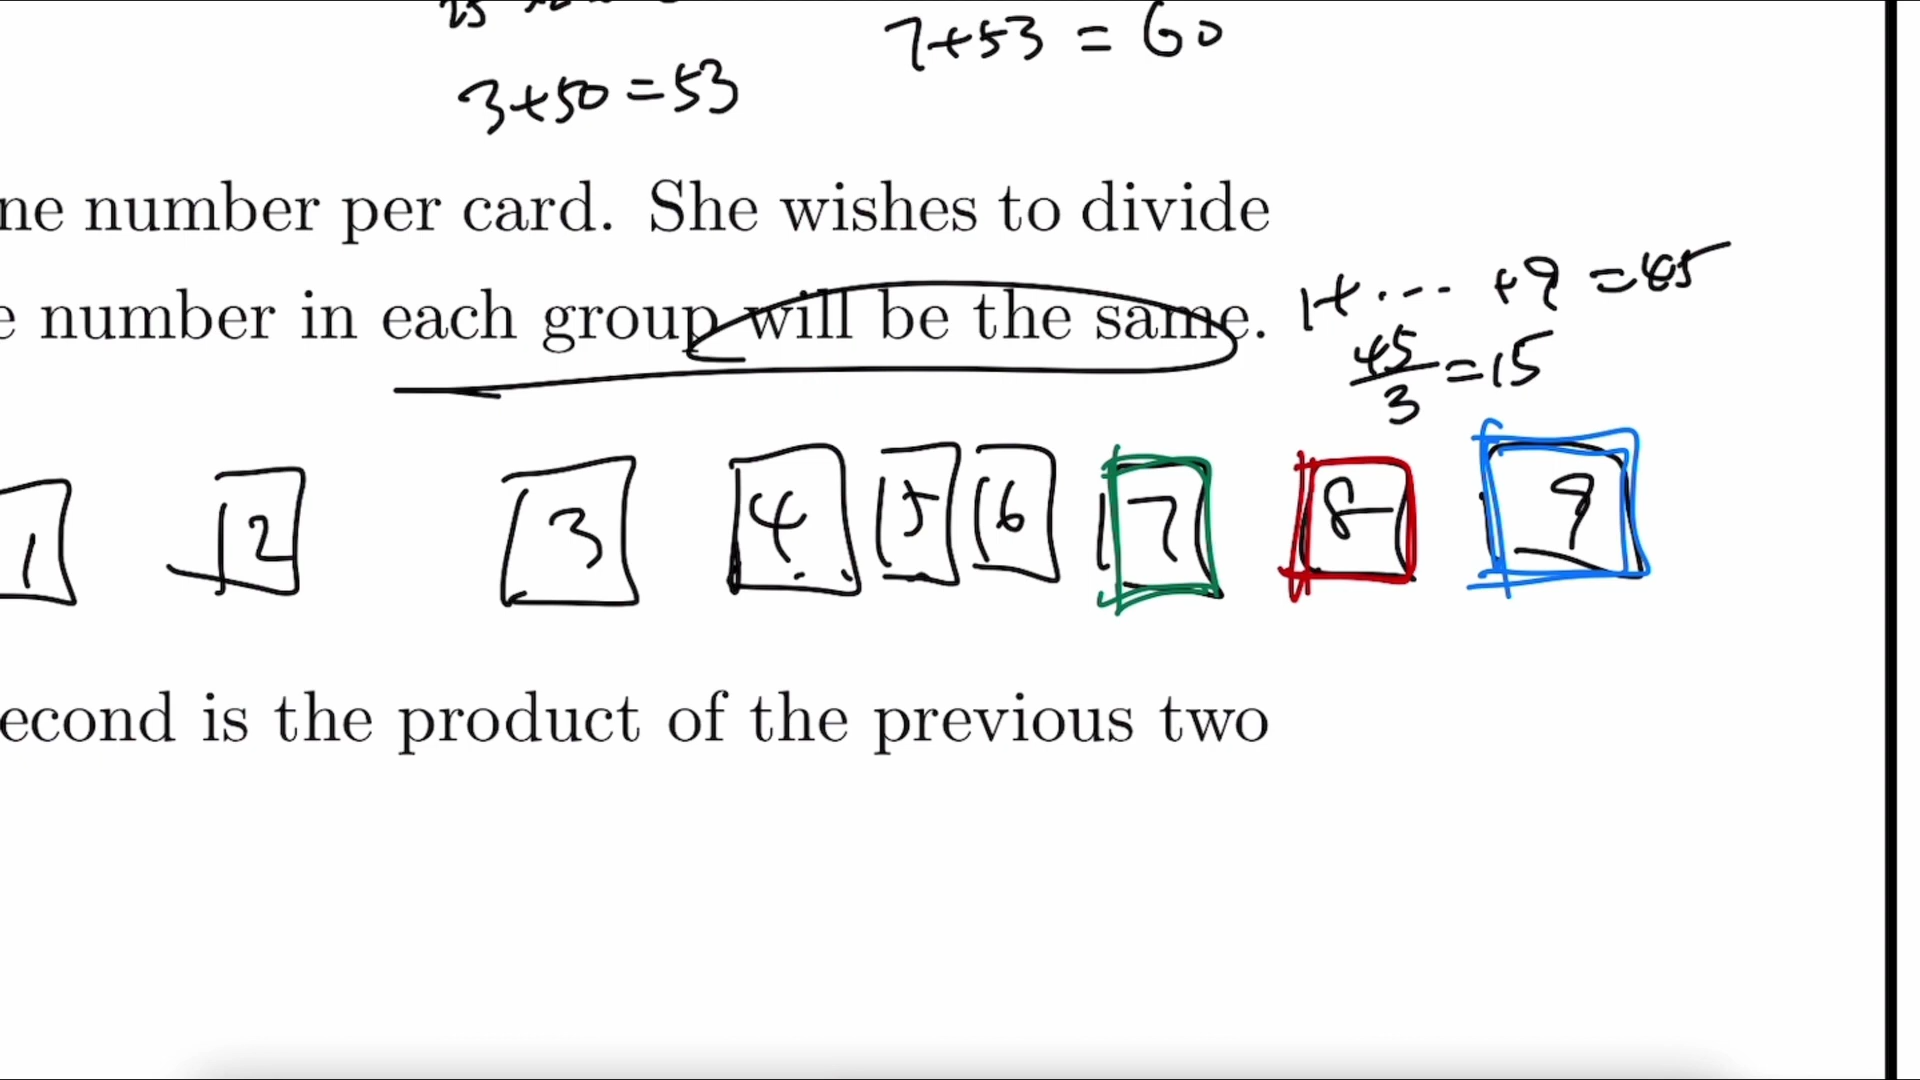 7+53 = 60
3+50=53
ne number per card. She wishes to divide
e number in each group will be the same.
1+... +9 =45
45/3=15
1 2 3 4 5 6 7 8 9
econd is the product of the previous two